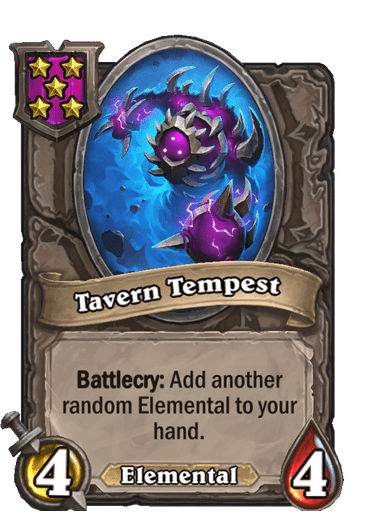 Tavern Tempest
Battlecry: Add another
random Elemental to your
hand.
4
Elemental
4